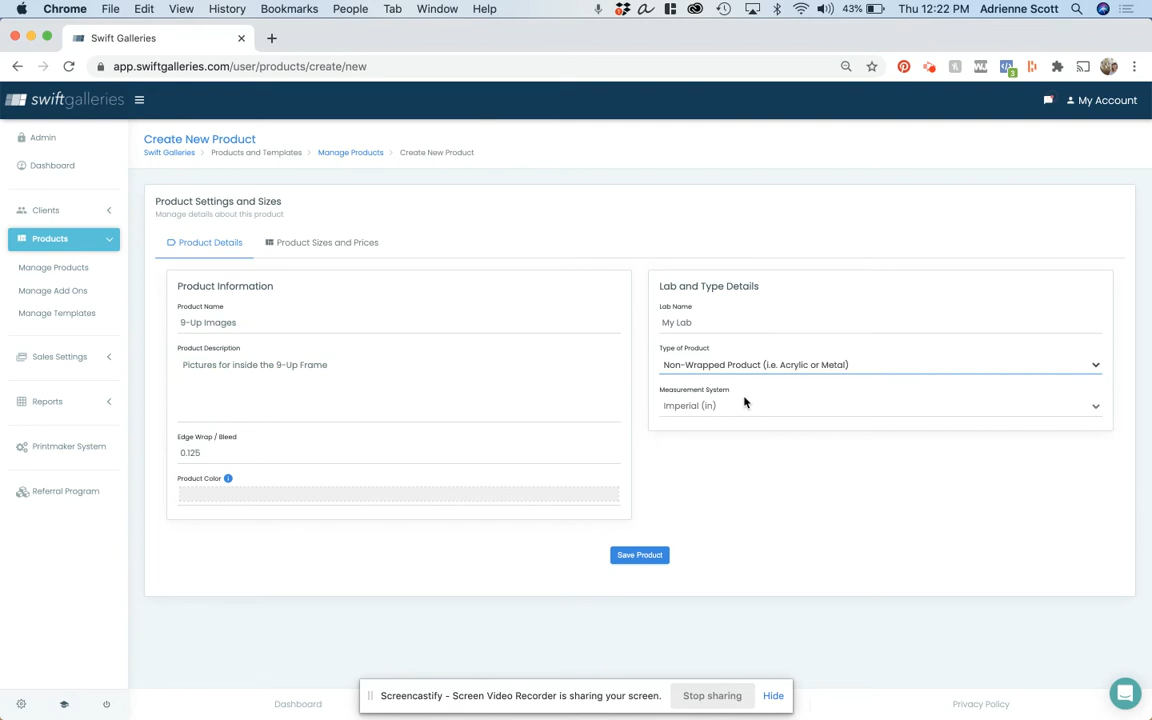 Chrome File Edit View History Bookmarks People Tab Window Help 43% Thu 12:22 PM Adrienne Scott
Swift Galleries
app.swiftgalleries.com/user/products/create/new
3
swiftgalleries
My Account
Admin
Dashboard
Clients
Products
Manage Products
Manage Add Ons
Manage Templates
Sales Settings
Reports
Printmaker System
Referral Program
Create New Product
Swift Galleries > Products and Templates > Manage Products > Create New Product
Product Settings and Sizes
Manage details about this product
Product Details Product Sizes and Prices
Product Information
Product Name
9-Up Images
Product Description
Pictures for inside the 9-Up Frame
Edge Wrap / Bleed
0.125
Product Color
Lab and Type Details
Lab Name
My Lab
Type of Product
Non-Wrapped Product (i.e. Acrylic or Metal)
Measurement System
Imperial (in)
Save Product
Screencastify - Screen Video Recorder is sharing your screen. Stop sharing Hide
Dashboard
Privacy Policy